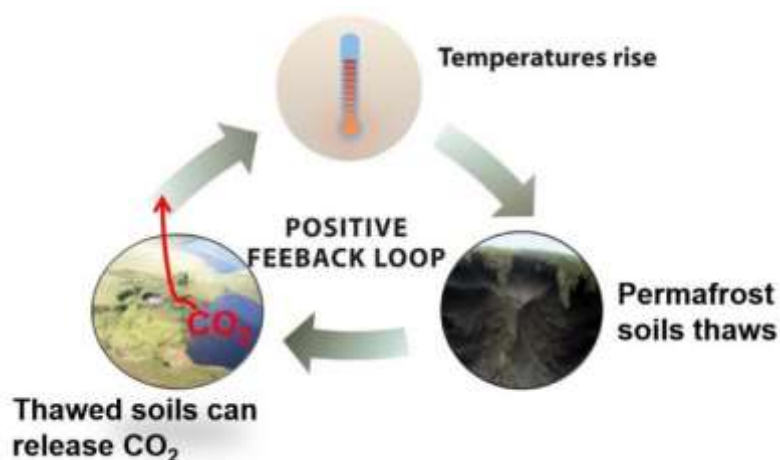 Temperatures rise
POSITIVE
FEEBACK LOOP
Permafrost
soils thaws
CO₂
Thawed soils can
release CO₂